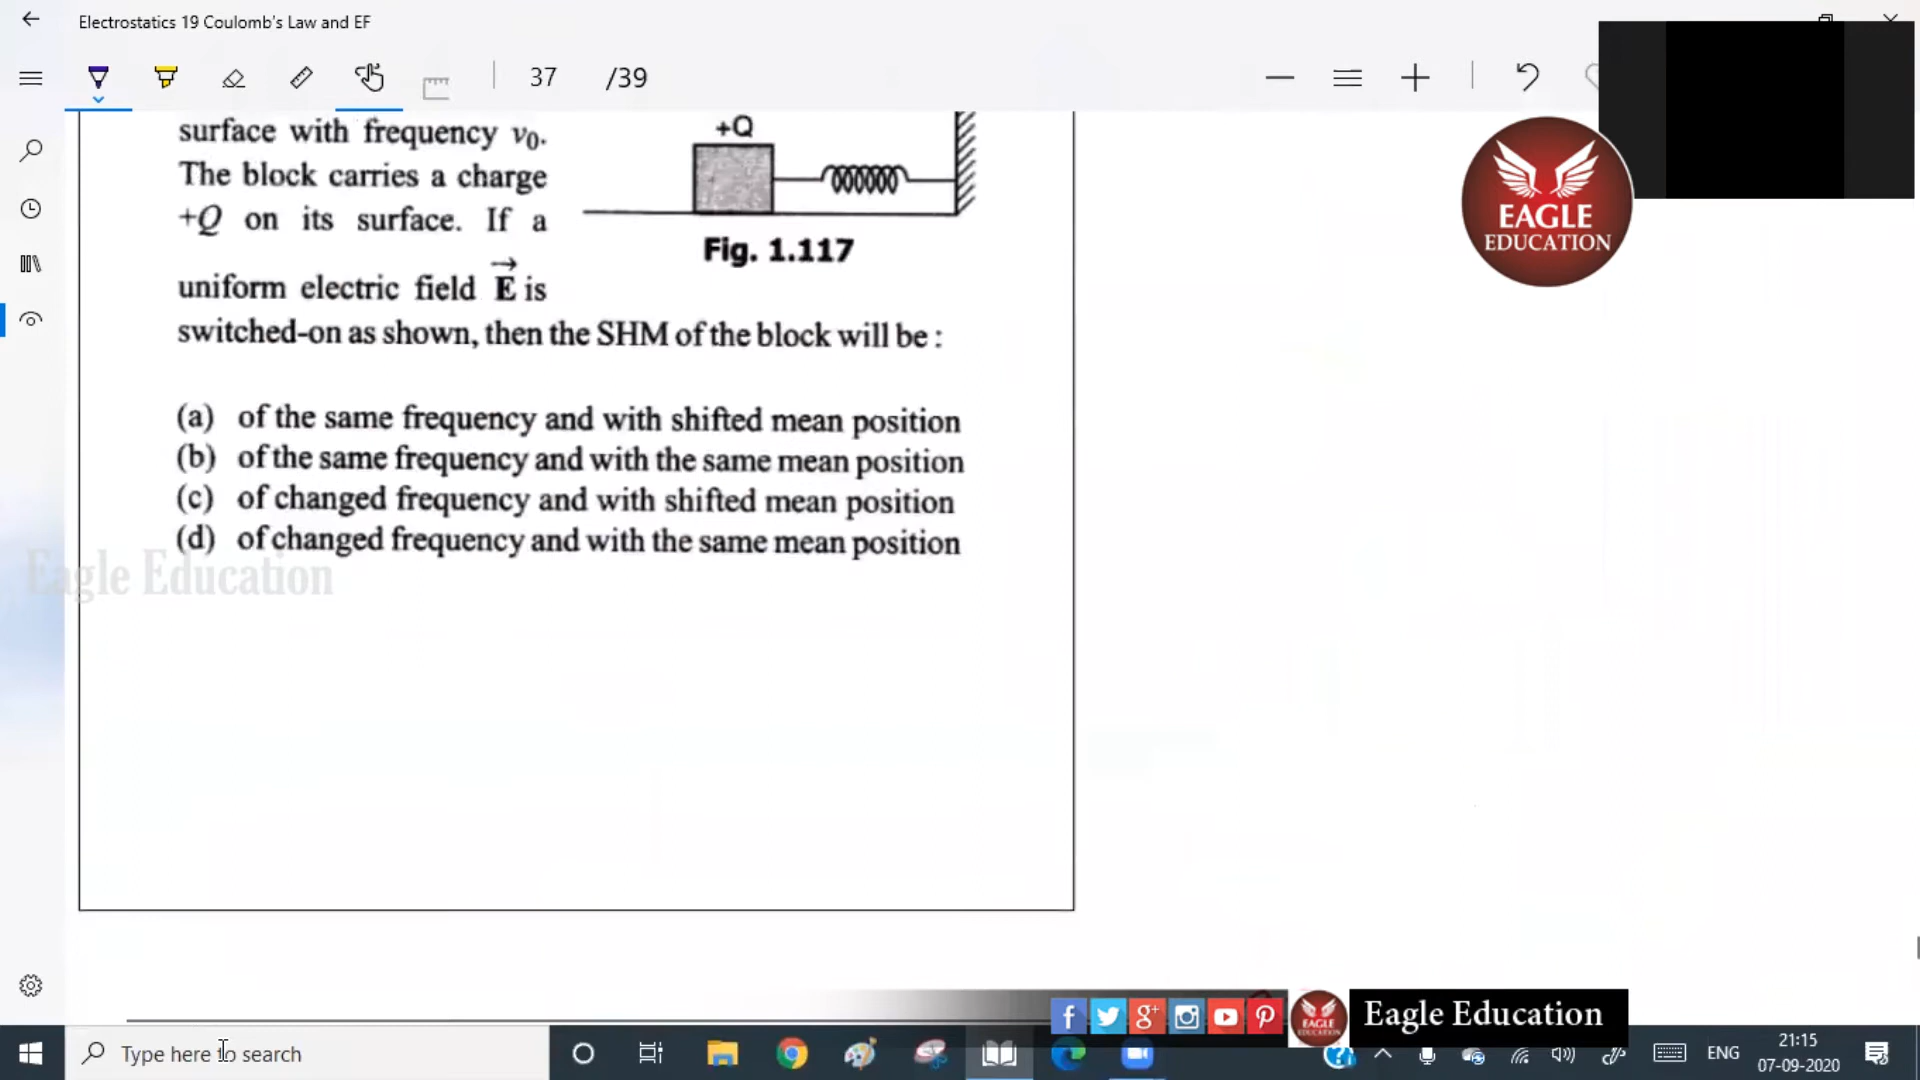 Electrostatics 19 Coulomb's Law and EF
37 /39
surface with frequency ν0.
The block carries a charge
+Q on its surface. If a
uniform electric field E is
switched-on as shown, then the SHM of the block will be :
+Q
Fig. 1.117
(a) of the same frequency and with shifted mean position
(b) of the same frequency and with the same mean position
(c) of changed frequency and with shifted mean position
(d) of changed frequency and with the same mean position
Eagle Education
EAGLE
EDUCATION
f g+
EAGLE
EDUCATION
Eagle Education
Type here to search
ENG
21:15
07-09-2020